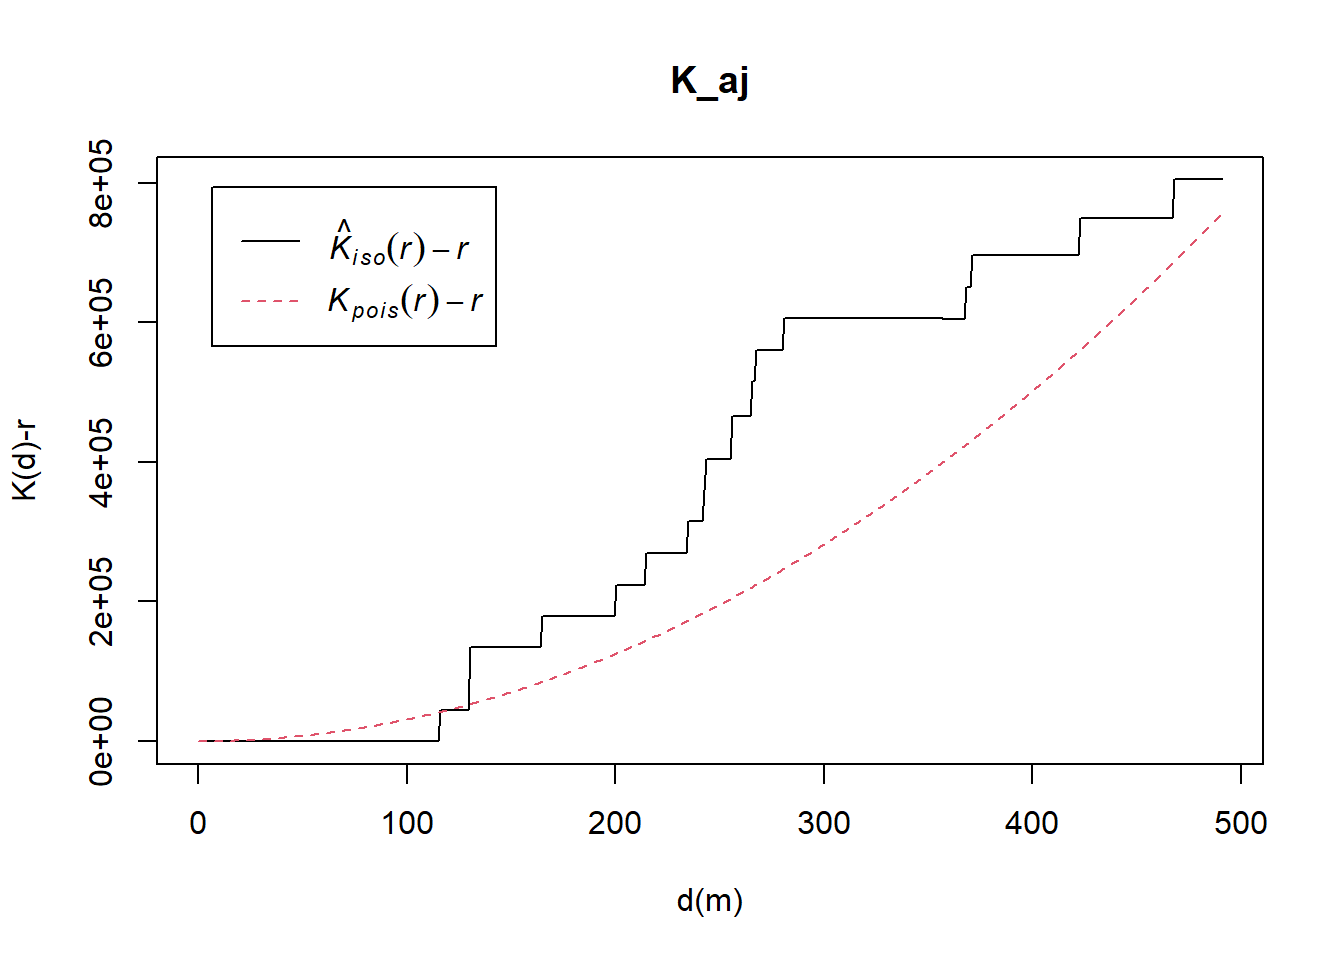 K_aj
K̂iso(r) – r
Kpois(r) – r
K(d)-r
8e+05
6e+05
4e+05
2e+05
0e+00
0 100 200 300 400 500
d(m)